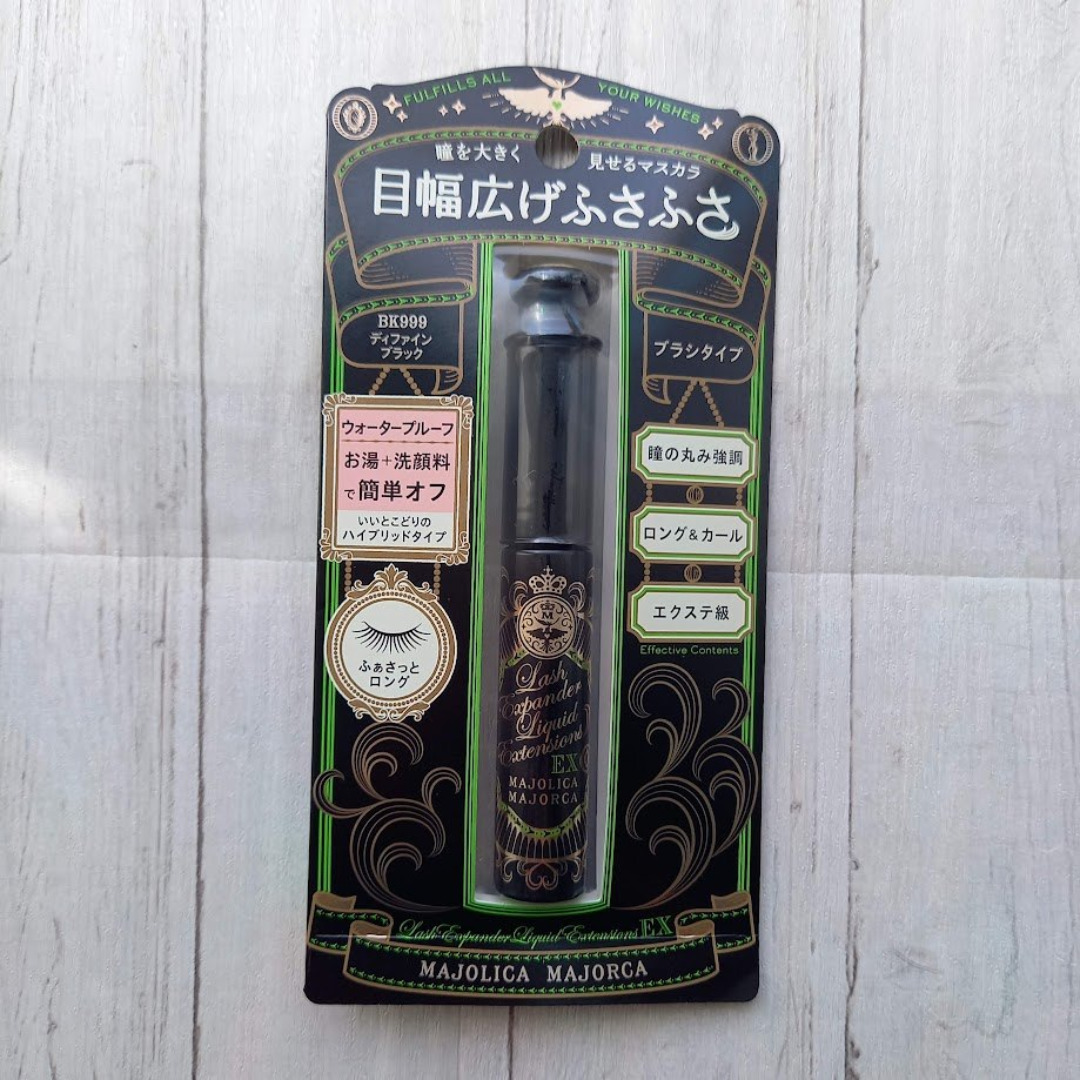 FULFILLS ALL YOUR WISHES
瞳を大きく 見せるマスカラ
目幅広げふさふさ
BK999
ディファイン
ブラック
ブラシタイプ
ウォータープルーフ
お湯+洗顔料
で簡単オフ
いいとこどりの
ハイブリッドタイプ
ふぁさっと
ロング
瞳の丸み強調
ロング&カール
エクステ級
Effective Contents
M
Lash
Expander
Liquid
Extensions
EX
MAJOLICA
MAJORCA
Lash Expander Liquid Extensions EX
MAJOLICA MAJORCA